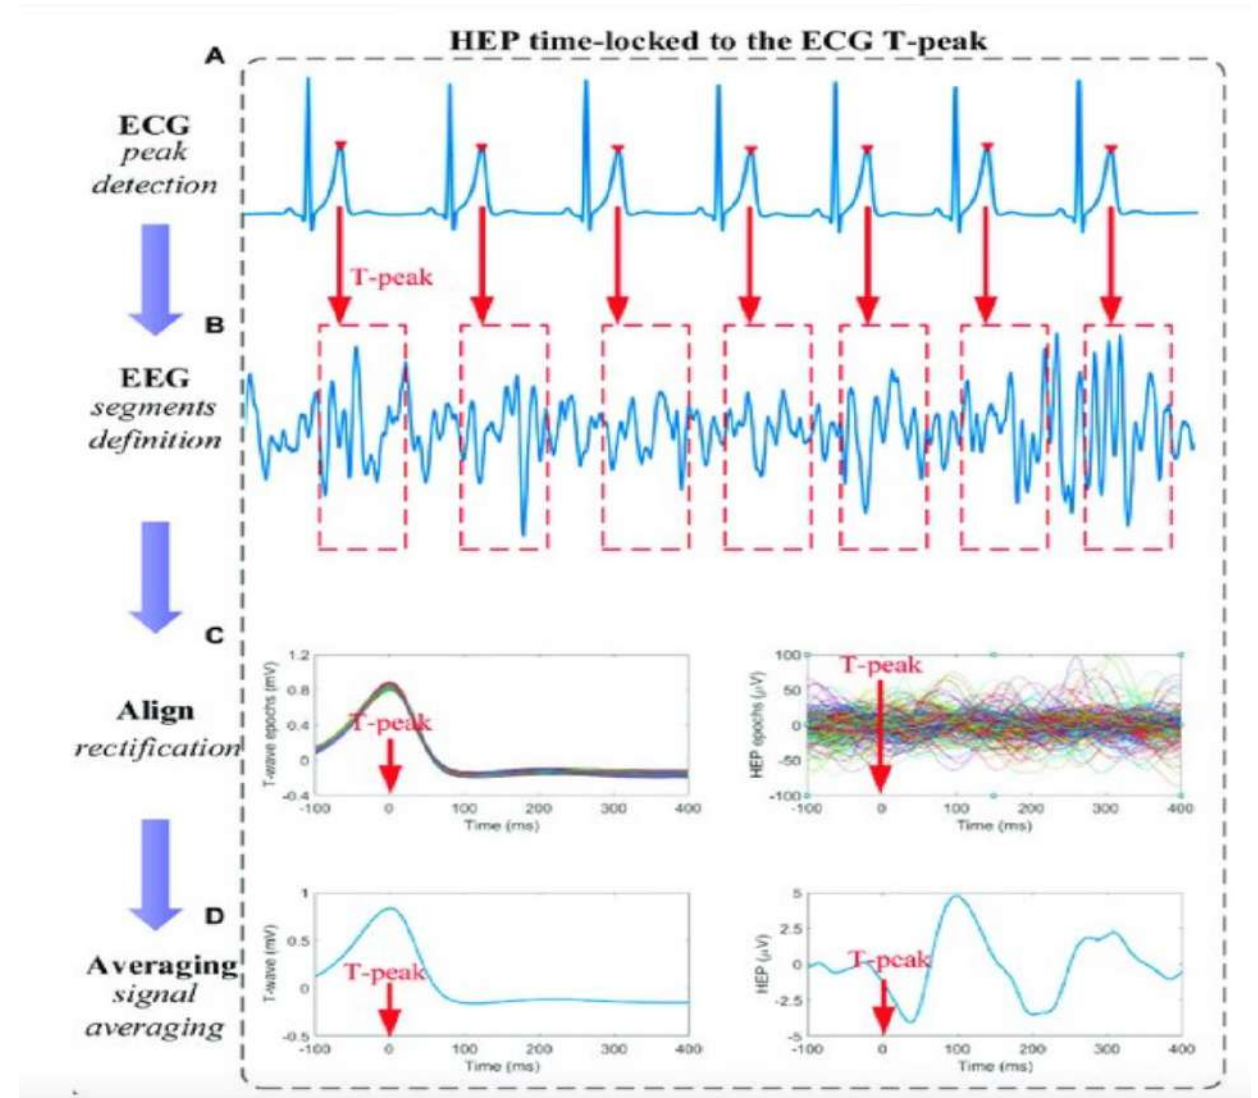 HEP time-locked to the ECG T-peak
A
ECG
peak
detection
T-peak
B
EEG
segments
definition
C
Align
rectification
T-wave epochs (mV)
1.2
0.8
0.4
0
-0.4
T-peak
-100 0 100 200 300 400
Time (ms)
HEP epochs (μV)
100
50
0
-50
-100
T-peak
-100 0 100 200 300 400
Time (ms)
D
Averaging
signal
averaging
T-wave (mV)
1
0.5
0
-0.5
T-peak
-100 0 100 200 300 400
Time (ms)
HEP (μV)
5
2.5
0
-2.5
-5
T-peak
-100 0 100 200 300 400
Time (ms)